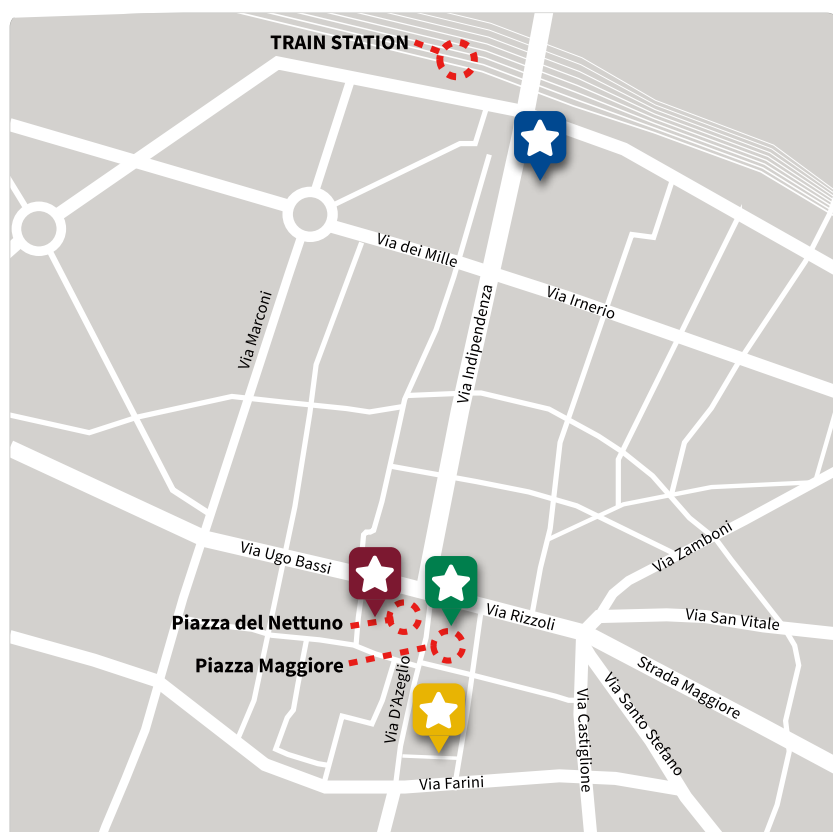 TRAIN STATION
Via dei Mille
Via Irnerio
Via Marconi
Via Indipendenza
Via Zamboni
Via Ugo Bassi
Via Rizzoli
Via San Vitale
Piazza del Nettuno
Piazza Maggiore
Strada Maggiore
Via D'Azeglio
Via Castiglione
Via Santo Stefano
Via Farini